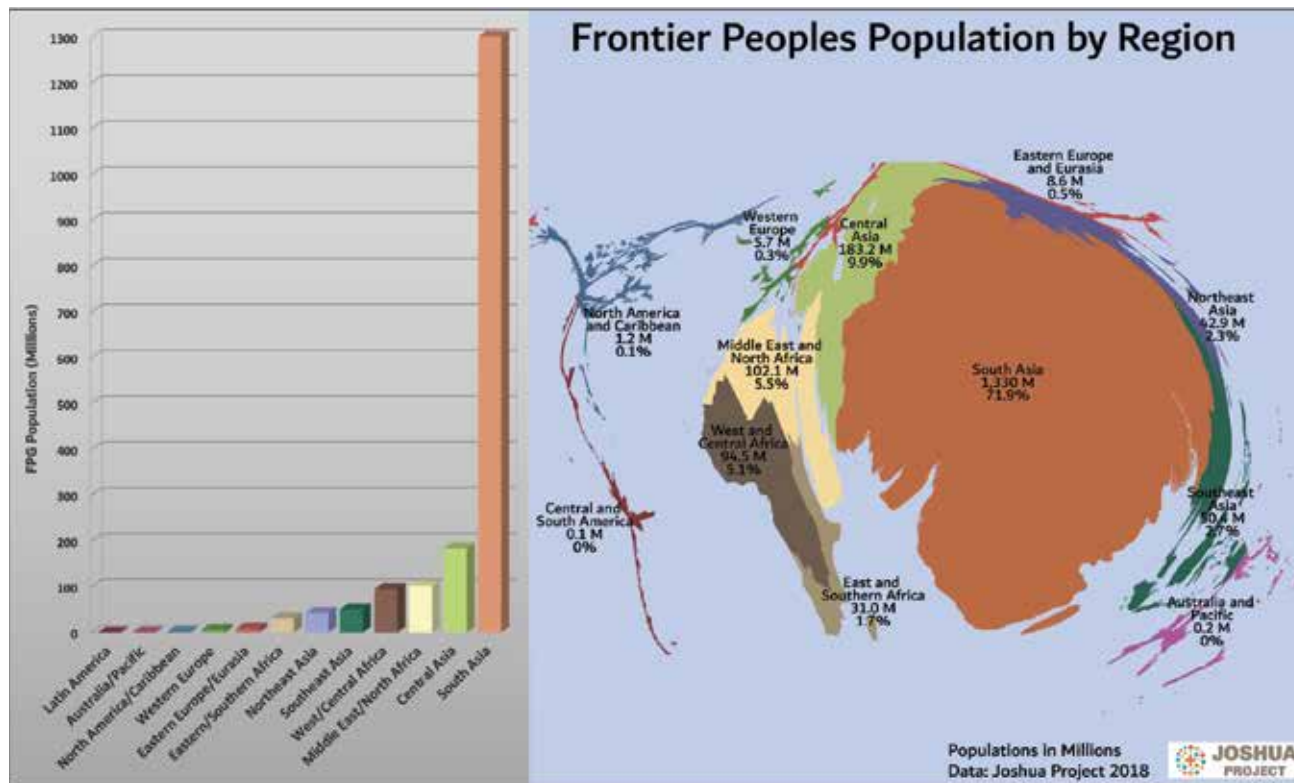 Frontier Peoples Population by Region
FPG Population (Millions)
1300
1200
1100
1000
900
800
700
600
500
400
300
200
100
0
Latin America
Australia/Pacific
North America/Caribbean
Western Europe
Eastern Europe/Eurasia
Eastern/Southern Africa
Northeast Asia
Southeast Asia
West/Central Africa
Middle East/North Africa
Central Asia
South Asia
Eastern Europe
and Eurasia
8.6 M
0.5%
Western
Europe
5.7 M
0.3%
Central
Asia
183.2 M
9.9%
North America
and Caribbean
1.2 M
0.1%
Middle East and
North Africa
102.1 M
5.5%
South Asia
1,330 M
71.9%
Northeast
Asia
42.9 M
2.3%
West and
Central Africa
94.5 M
5.1%
Central and
South America
0.1 M
0%
Southeast
Asia
50.4 M
2.7%
East and
Southern Africa
31.0 M
1.7%
Australia and
Pacific
0.2 M
0%
Populations in Millions
Data: Joshua Project 2018
JOSHUA
PROJECT